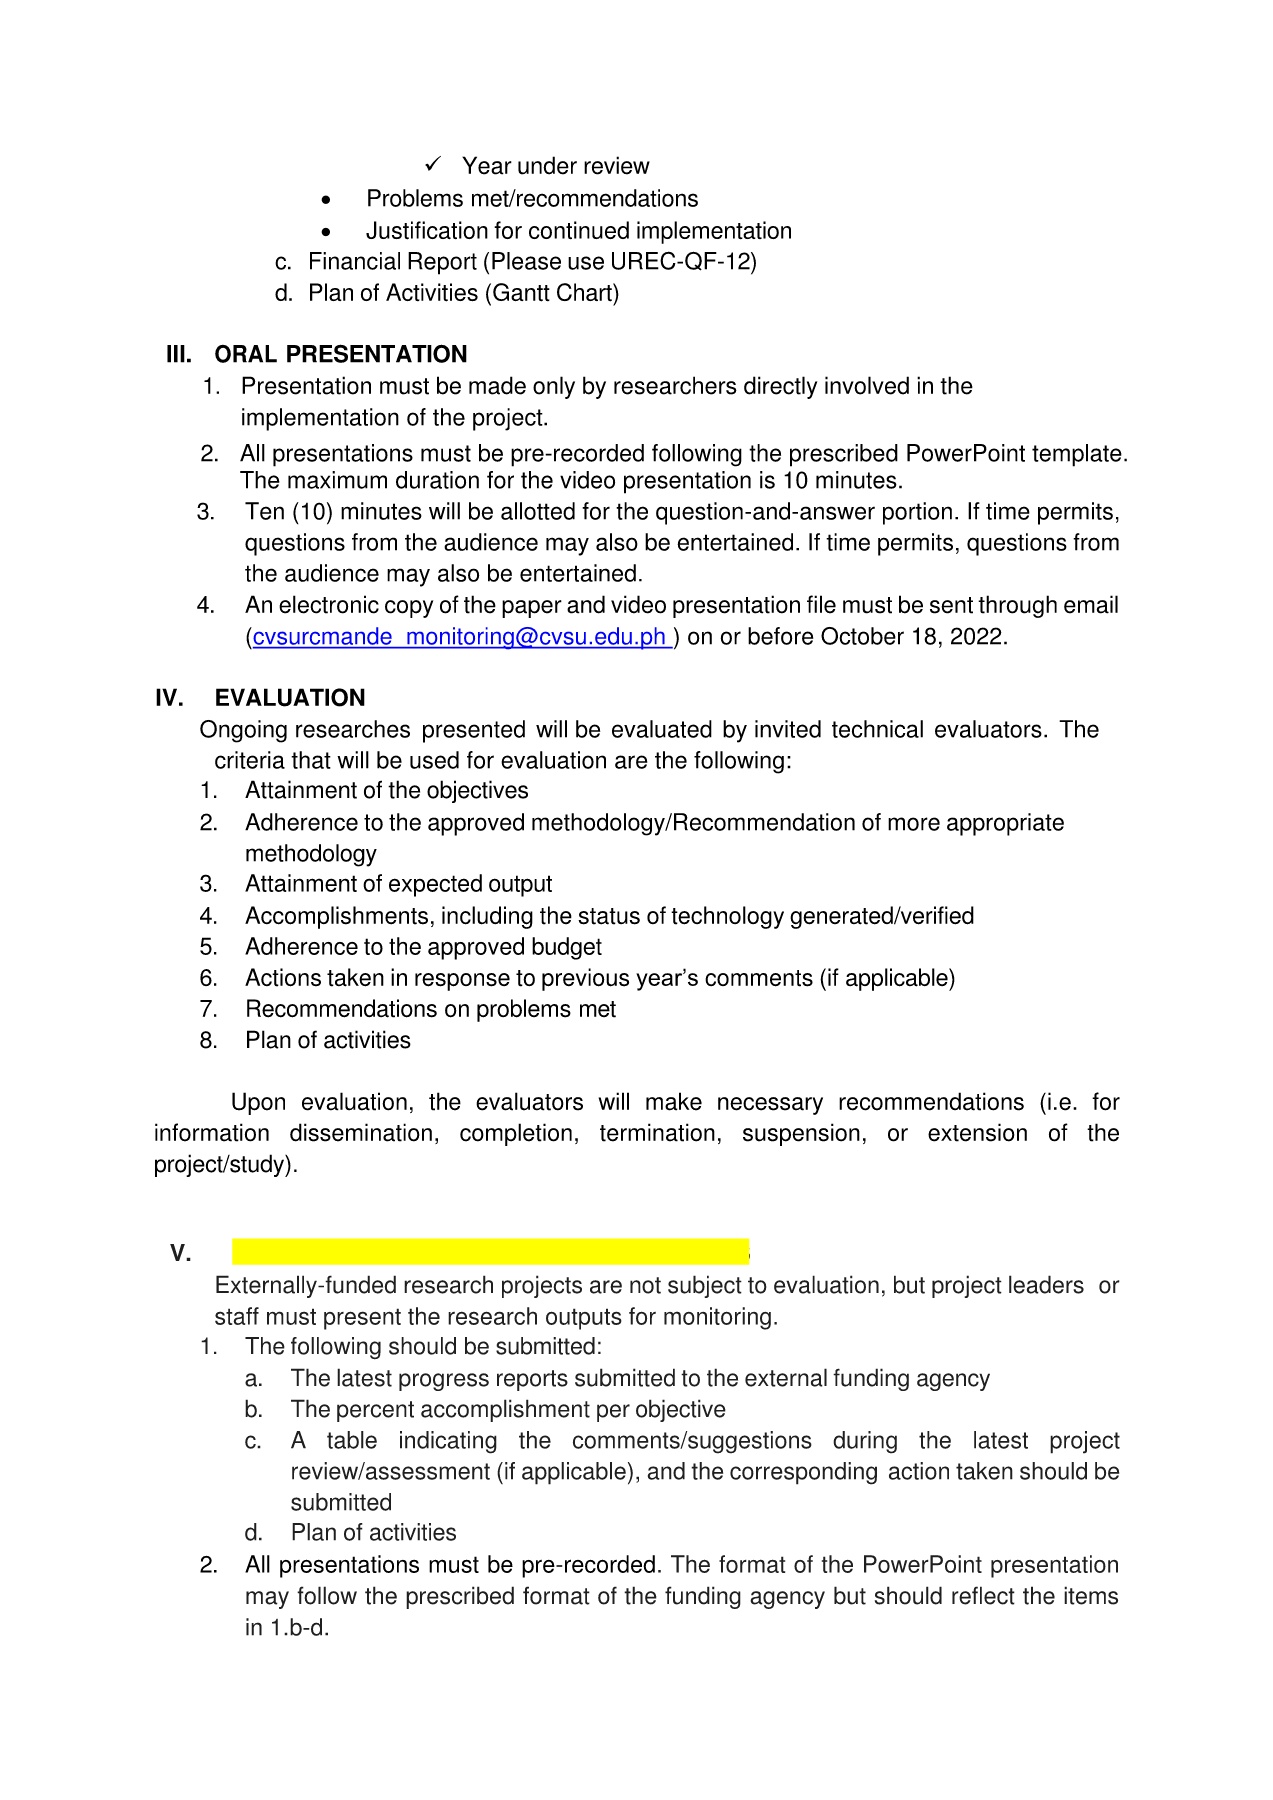 ✓ Year under review
• Problems met/recommendations
• Justification for continued implementation
c. Financial Report (Please use UREC-QF-12)
d. Plan of Activities (Gantt Chart)
III. ORAL PRESENTATION
1. Presentation must be made only by researchers directly involved in the
implementation of the project.
2. All presentations must be pre-recorded following the prescribed PowerPoint template.
The maximum duration for the video presentation is 10 minutes.
3. Ten (10) minutes will be allotted for the question-and-answer portion. If time permits,
questions from the audience may also be entertained. If time permits, questions from
the audience may also be entertained.
4. An electronic copy of the paper and video presentation file must be sent through email
(cvsurcmande_monitoring@cvsu.edu.ph ) on or before October 18, 2022.
IV. EVALUATION
Ongoing researches presented will be evaluated by invited technical evaluators. The
criteria that will be used for evaluation are the following:
1. Attainment of the objectives
2. Adherence to the approved methodology/Recommendation of more appropriate
methodology
3. Attainment of expected output
4. Accomplishments, including the status of technology generated/verified
5. Adherence to the approved budget
6. Actions taken in response to previous year’s comments (if applicable)
7. Recommendations on problems met
8. Plan of activities
Upon evaluation, the evaluators will make necessary recommendations (i.e. for
information dissemination, completion, termination, suspension, or extension of the
project/study).
V.
Externally-funded research projects are not subject to evaluation, but project leaders or
staff must present the research outputs for monitoring.
1. The following should be submitted:
a. The latest progress reports submitted to the external funding agency
b. The percent accomplishment per objective
c. A table indicating the comments/suggestions during the latest project
review/assessment (if applicable), and the corresponding action taken should be
submitted
d. Plan of activities
2. All presentations must be pre-recorded. The format of the PowerPoint presentation
may follow the prescribed format of the funding agency but should reflect the items
in 1.b-d.